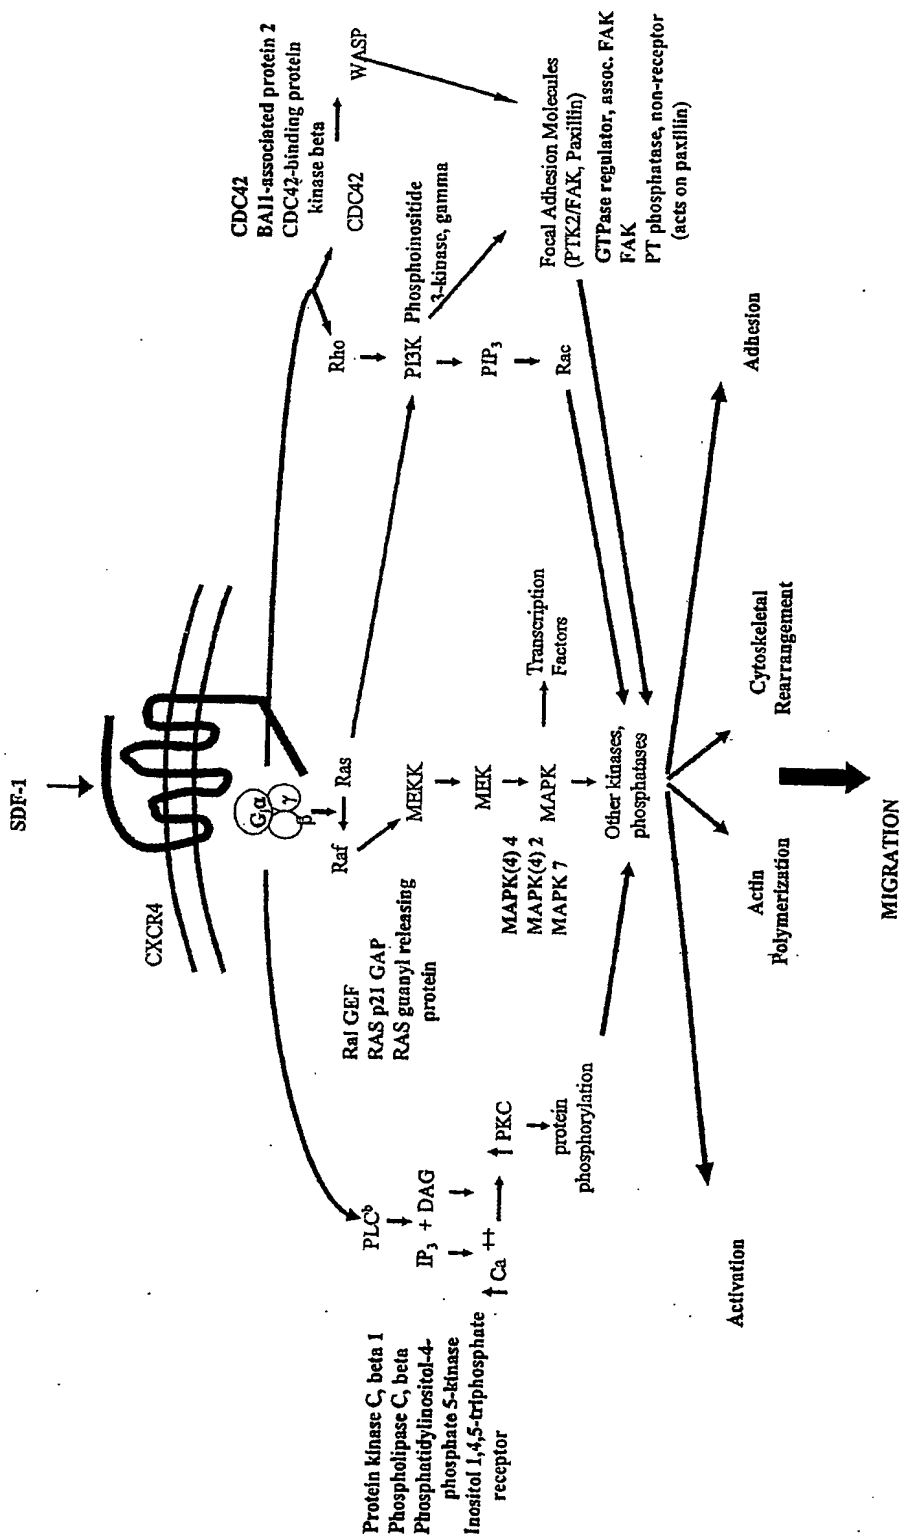 SDF-1
CXCR4
Gα
γ
β
Raf
Ras
Ral GEF
RAS p21 GAP
RAS guanyl releasing
protein
MEKK
MEK
MAPK
MAPK(4) 4
MAPK(4) 2
MAPK 7
Transcription
Factors
Other kinases,
phosphatases
Protein kinase C, beta 1
Phospholipase C, beta
Phosphatidylinositol-4-
phosphate 5-kinase
Inositol 1,4,5-triphosphate
receptor
PLCᵇ
IP₃ + DAG
Ca ++
PKC
protein
phosphorylation
CDC42
BAI1-associated protein 2
CDC42-binding protein
kinase beta
CDC42
WASP
Rho
PI3K
Phosphoinositide
3-kinase, gamma
PIP₃
Rac
Focal Adhesion Molecules
(PTK2/FAK, Paxillin)
GTPase regulator, assoc. FAK
FAK
PT phosphatase, non-receptor
(acts on paxillin)
Activation
Actin
Polymerization
Cytoskeletal
Rearrangement
Adhesion
MIGRATION